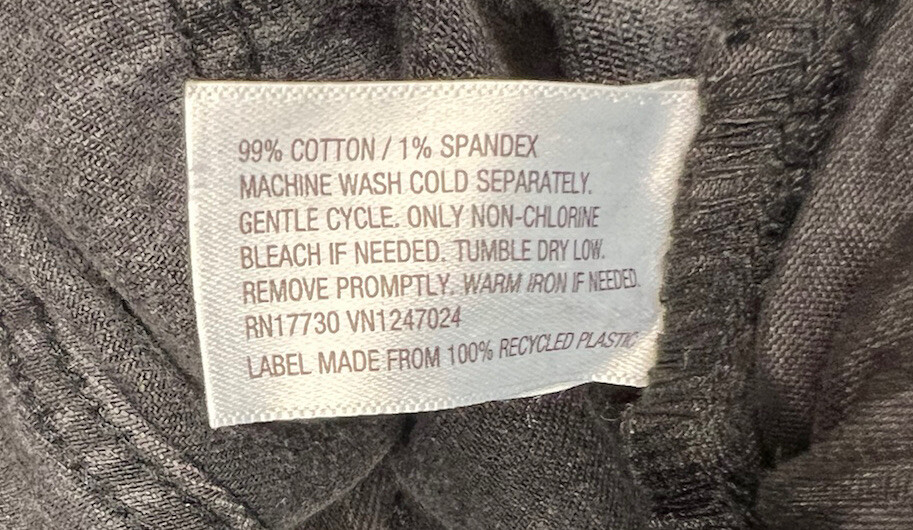 99% COTTON / 1% SPANDEX
MACHINE WASH COLD SEPARATELY.
GENTLE CYCLE. ONLY NON-CHLORINE
BLEACH IF NEEDED. TUMBLE DRY LOW.
REMOVE PROMPTLY. WARM IRON IF NEEDED.
RN17730 VN1247024
LABEL MADE FROM 100% RECYCLED PLASTIC